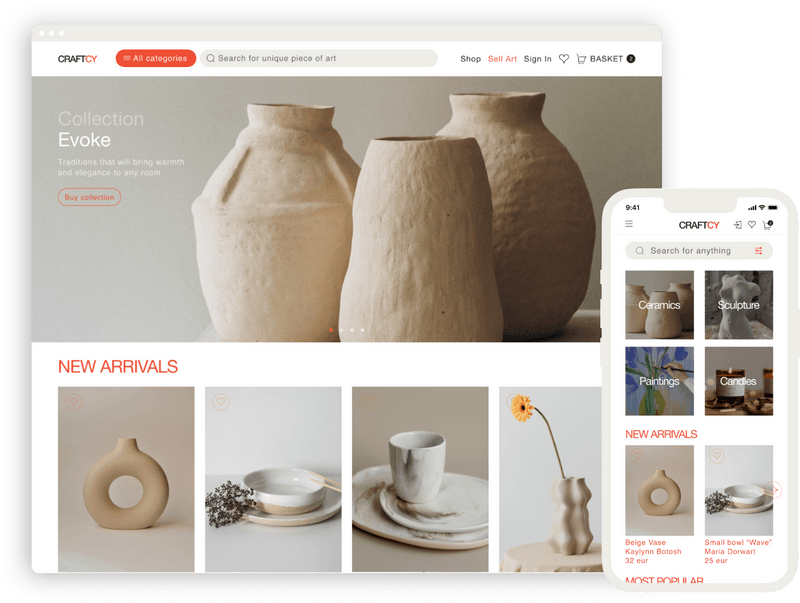 CRAFTCY
All categories
Search for unique piece of art
Shop
Sell Art
Sign In
BASKET 2
Collection
Evoke
Traditions that will bring warmth
and elegance to any room
Buy collection
NEW ARRIVALS
9:41
CRAFTCY
Search for anything
Ceramics
Sculpture
Paintings
Candles
NEW ARRIVALS
Beige Vase
Kaylynn Botosh
32 eur
Small bowl "Wave"
Maria Dorwart
25 eur
MOST POPULAR